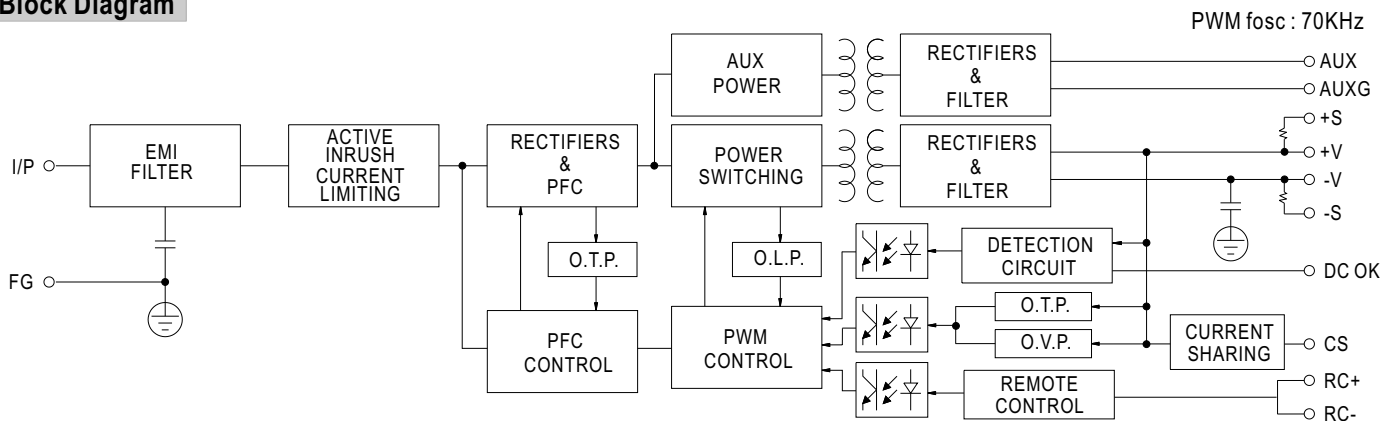 Block Diagram
PWM fosc : 70KHz
I/P
FG
EMI
FILTER
ACTIVE
INRUSH
CURRENT
LIMITING
RECTIFIERS
&
PFC
O.T.P.
PFC
CONTROL
AUX
POWER
POWER
SWITCHING
O.L.P.
PWM
CONTROL
RECTIFIERS
&
FILTER
RECTIFIERS
&
FILTER
DETECTION
CIRCUIT
O.T.P.
O.V.P.
REMOTE
CONTROL
CURRENT
SHARING
AUX
AUXG
+S
+V
-V
-S
DC OK
CS
RC+
RC-